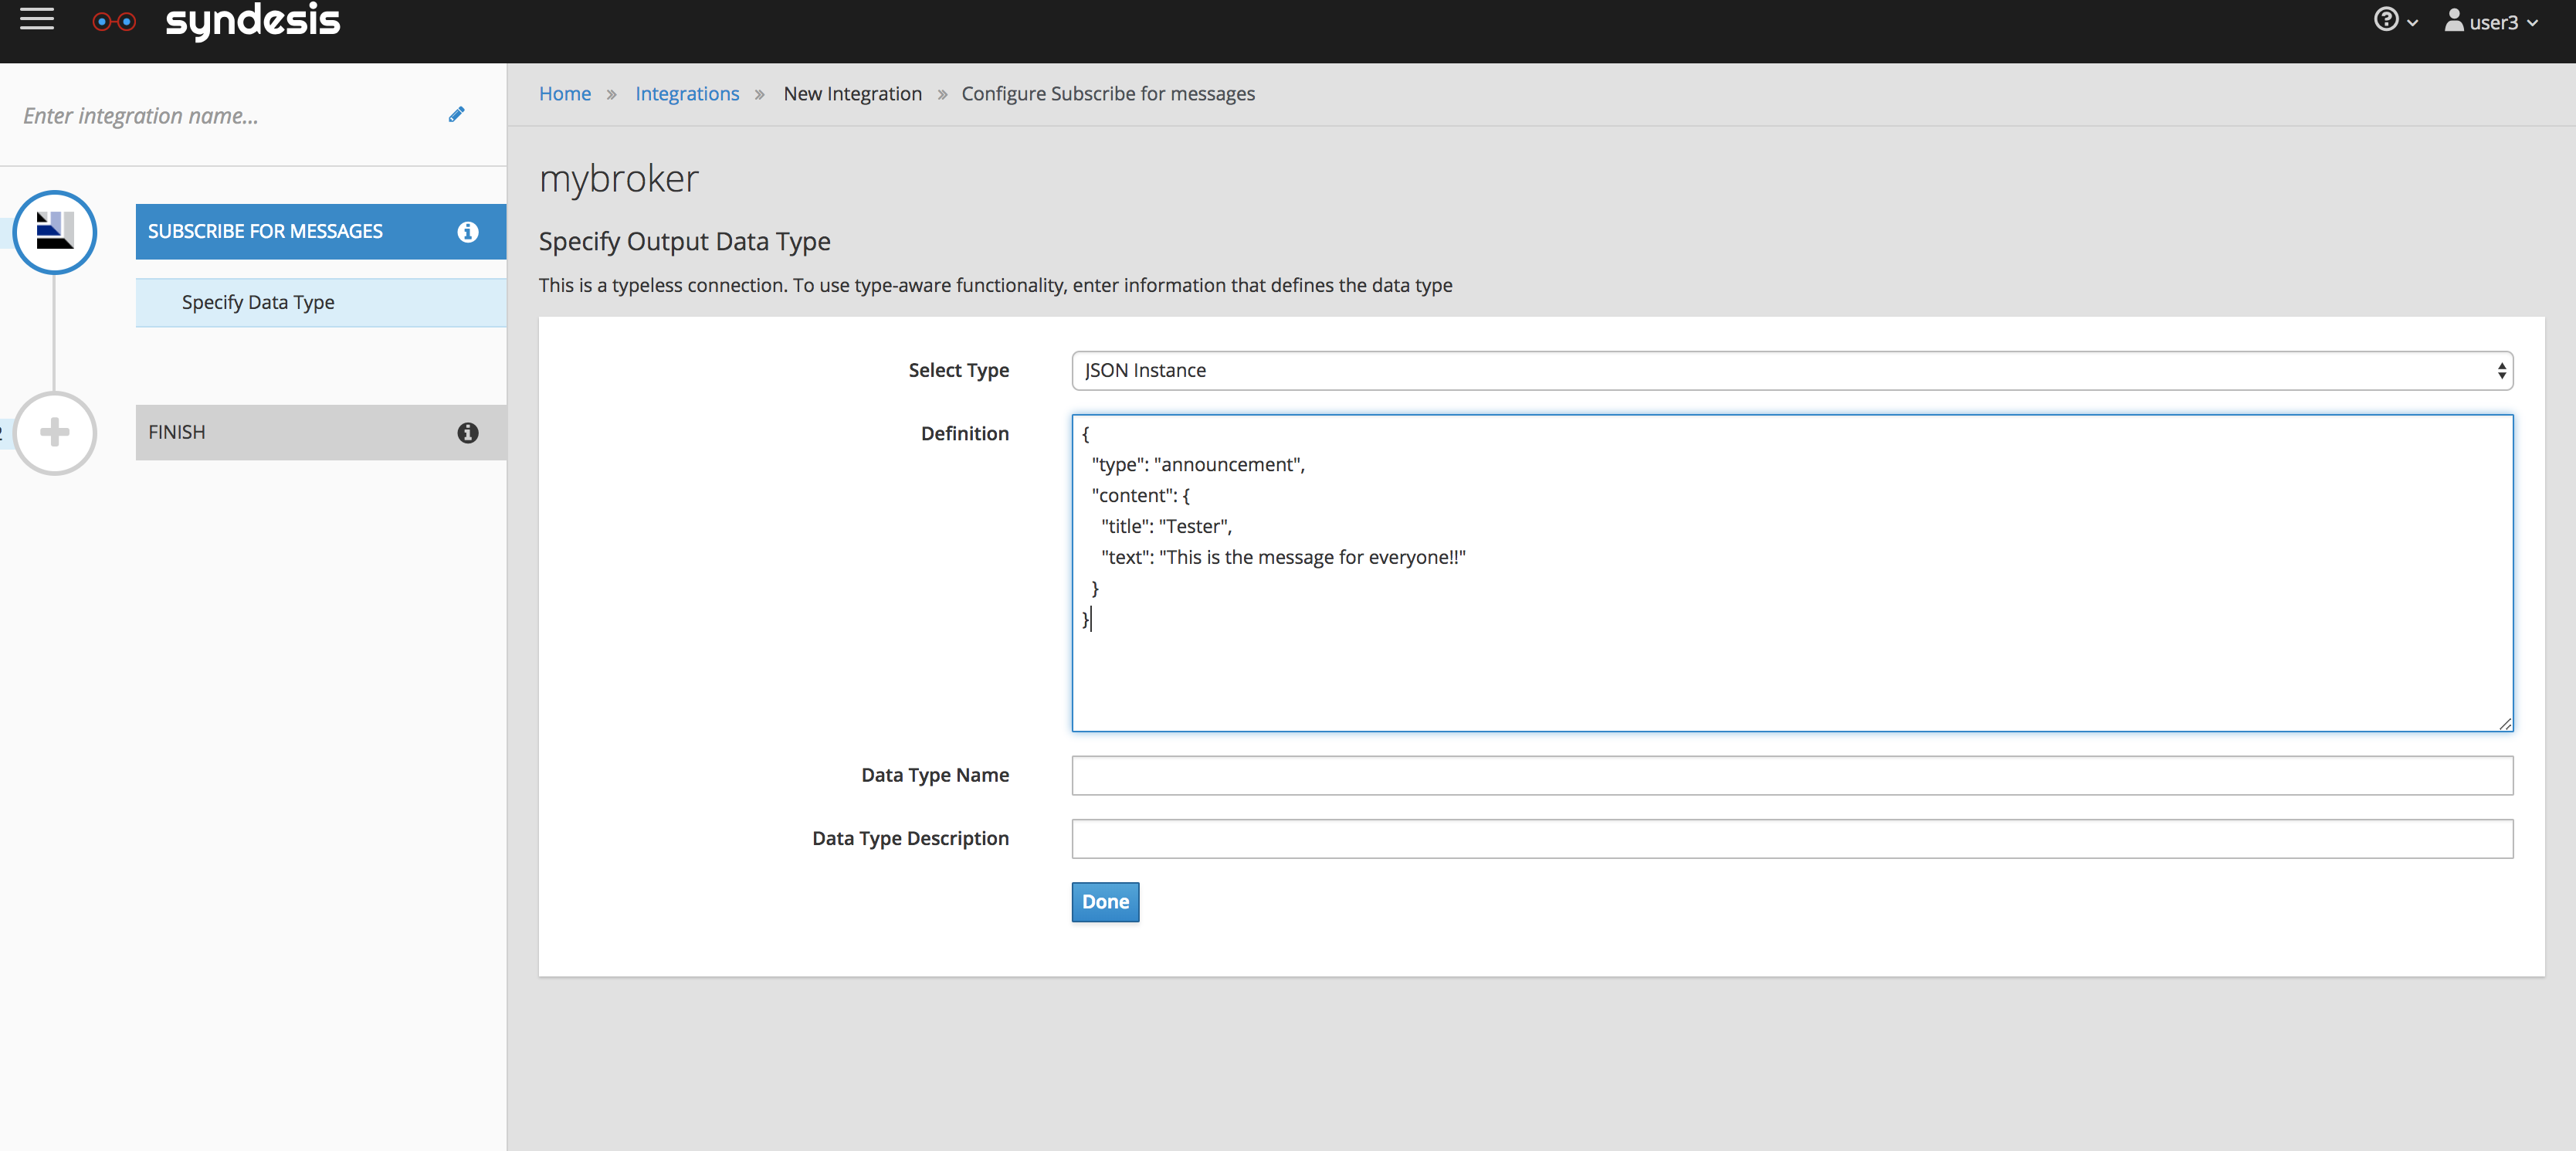 syndesis
user3
Enter integration name...
Home » Integrations » New Integration » Configure Subscribe for messages
mybroker
SUBSCRIBE FOR MESSAGES
Specify Output Data Type
This is a typeless connection. To use type-aware functionality, enter information that defines the data type
Specify Data Type
FINISH
Select Type
JSON Instance
Definition
{
"type": "announcement",
"content": {
"title": "Tester",
"text": "This is the message for everyone!!"
}
}
Data Type Name
Data Type Description
Done